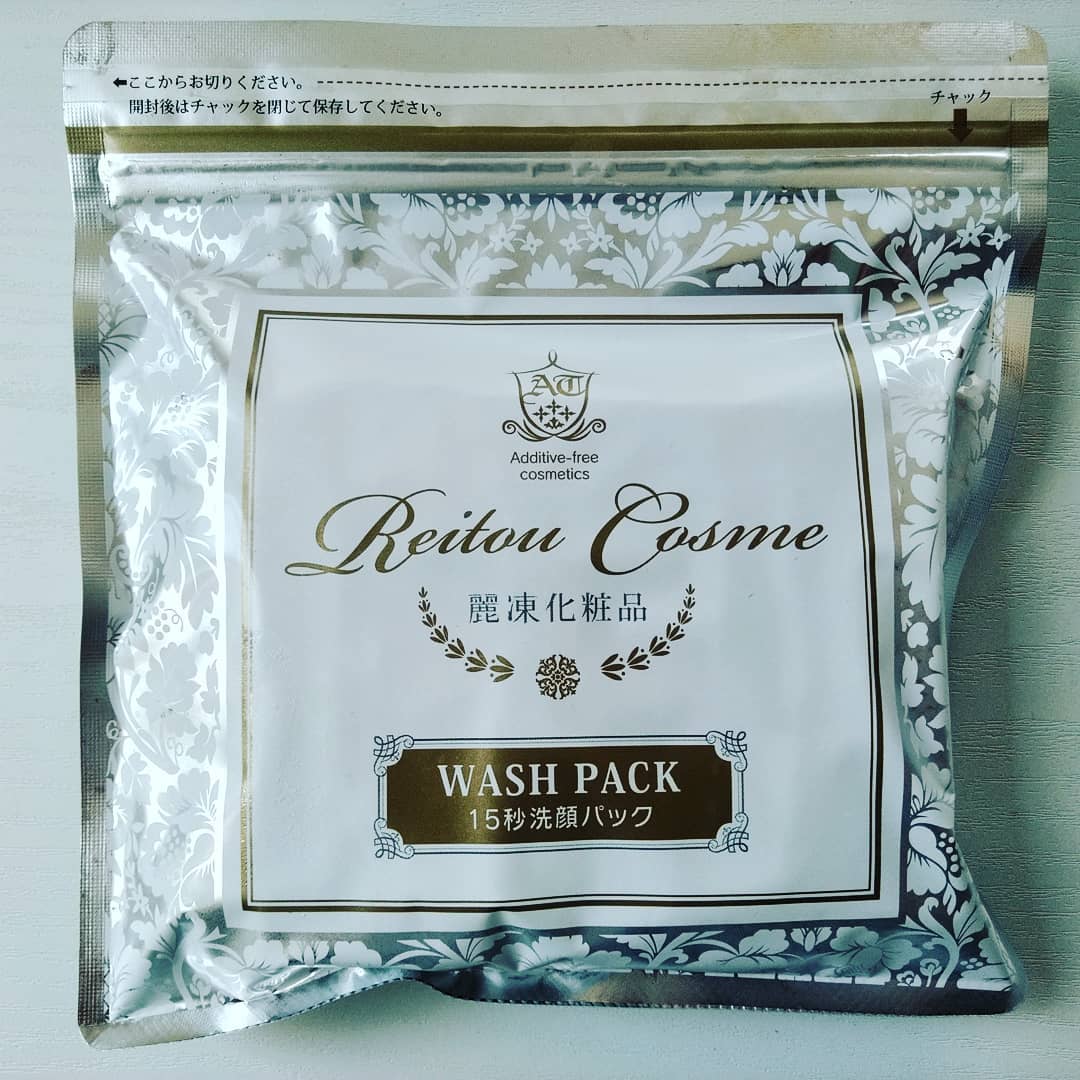 ⬅ここからお切りください。
開封後はチャックを閉じて保存してください。
チャック
AT
Additive-free
cosmetics
Reitou Cosme
麗凍化粧品
WASH PACK
15秒洗顔パック